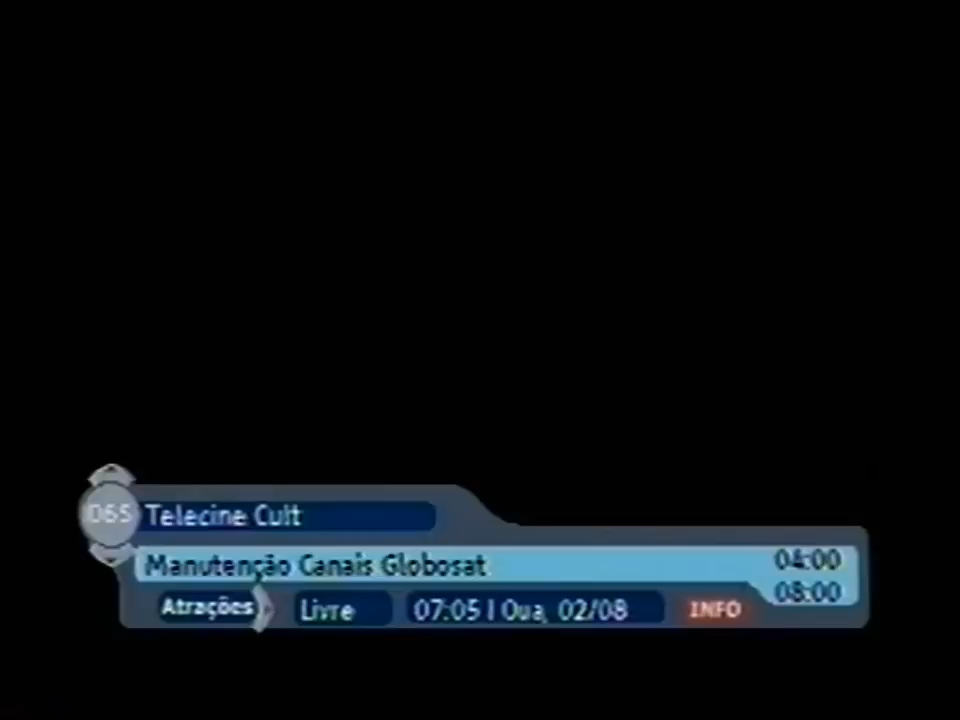 065 Telecine Cult
Manutenção Canais Globosat 04:00
08:00
Atrações Livre 07:05 | Qua, 02/08 INFO